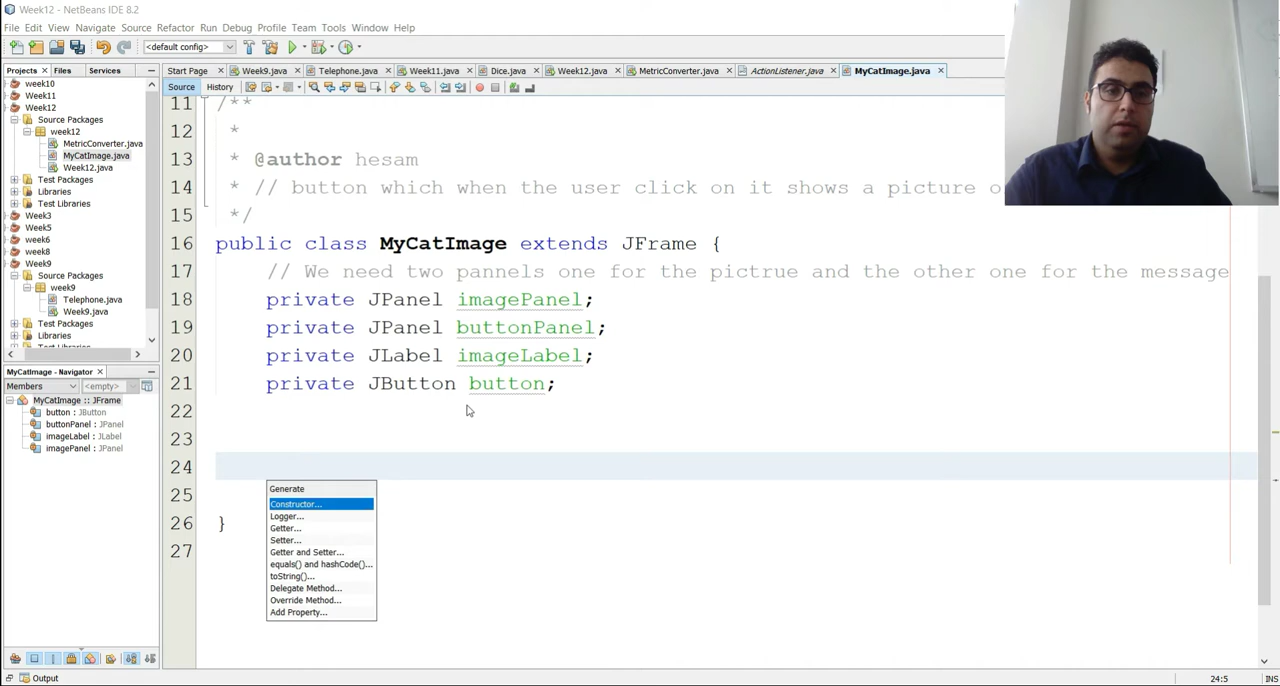 Week12 - NetBeans IDE 8.2
File Edit View Navigate Source Refactor Run Debug Profile Team Tools Window Help
<default config>
Projects Files Services
Start Page Week9.java Telephone.java Week11.java Dice.java Week12.java MetricConverter.java ActionListener.java MyCatImage.java
Source History
week10
Week11
Week12
Source Packages
week12
MetricConverter.java
MyCatImage.java
Week12.java
Test Packages
Libraries
Test Libraries
Week3
Week5
week6
week8
Week9
Source Packages
week9
Telephone.java
Week9.java
Test Packages
Libraries
MyCatImage - Navigator
Members <empty>
MyCatImage :: JFrame
button : JButton
buttonPanel : JPanel
imageLabel : JLabel
imagePanel : JPanel
11 /**
12 *
13 * @author hesam
14 * // button which when the user click on it shows a picture
15 */
16 public class MyCatImage extends JFrame {
17 // We need two pannels one for the pictrue and the other one for the message
18 private JPanel imagePanel;
19 private JPanel buttonPanel;
20 private JLabel imageLabel;
21 private JButton button;
22
23
24
25
26 }
27
Generate
Constructor...
Logger...
Getter...
Setter...
Getter and Setter...
equals() and hashCode()...
toString()...
Delegate Method...
Override Method...
Add Property...
Output
24:5 INS